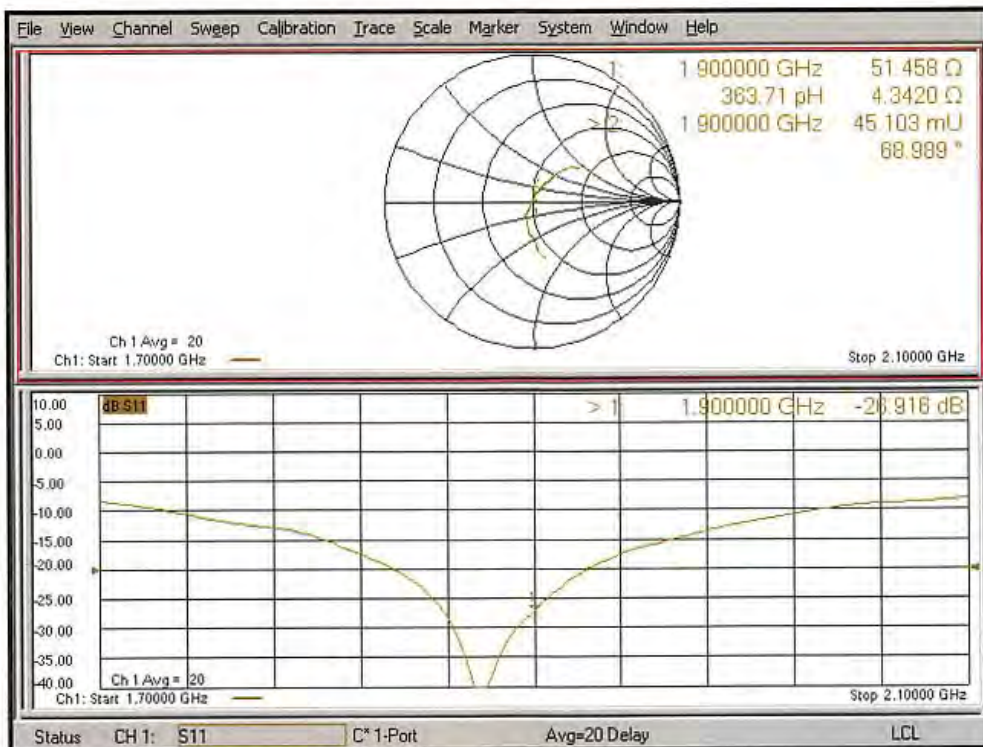 File View Channel Sweep Calibration Trace Scale Marker System Window Help
1: 1.900000 GHz 51.458 Ω
363.71 pH 4.3420 Ω
> 2: 1.900000 GHz 45.103 mU
68.989 °
Ch 1 Avg = 20
Ch1: Start 1.70000 GHz Stop 2.10000 GHz
dB S11
> 1: 1.900000 GHz -26.916 dB
10.00
5.00
0.00
-5.00
-10.00
-15.00
-20.00
-25.00
-30.00
-35.00
-40.00
Ch 1 Avg = 20
Ch1: Start 1.70000 GHz Stop 2.10000 GHz
Status CH 1: S11 C* 1-Port Avg=20 Delay LCL